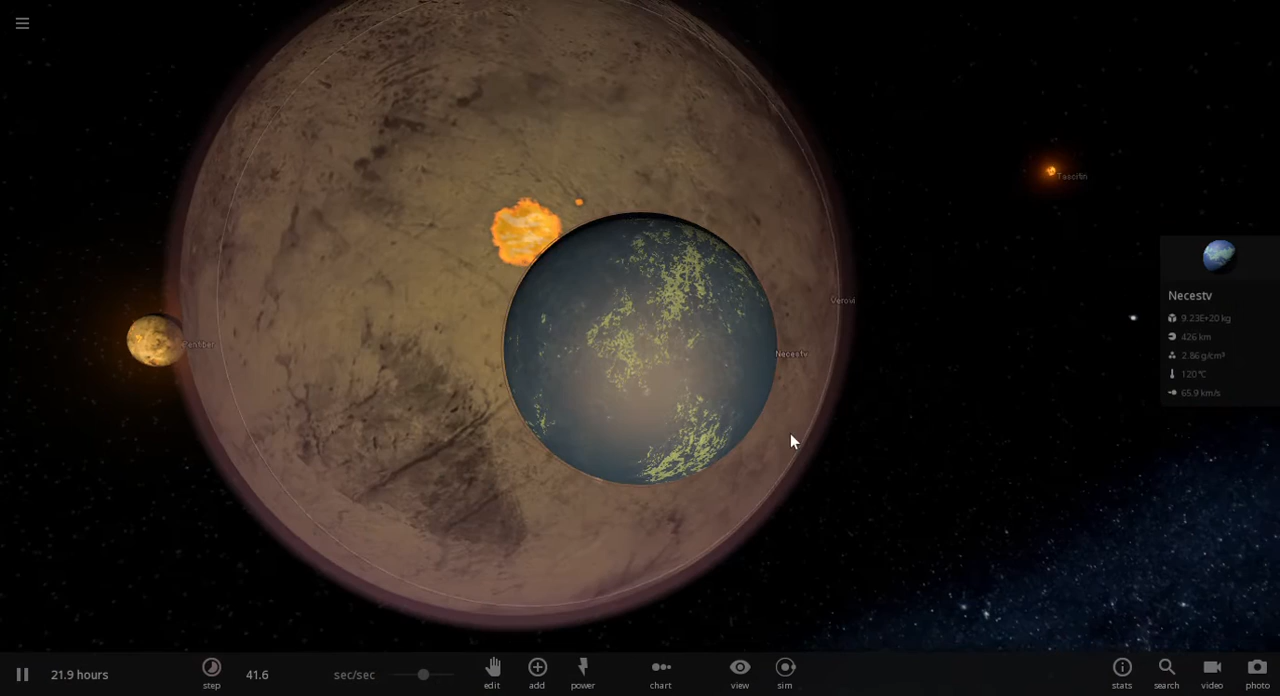 Tascitin
Necestv
9.23E+20 kg
426 km
2.86 g/cm³
120 °C
65.9 km/s
Verovi
Necestv
21.9 hours
step
41.6
sec/sec
edit
add
power
chart
view
sim
stats
search
video
photo